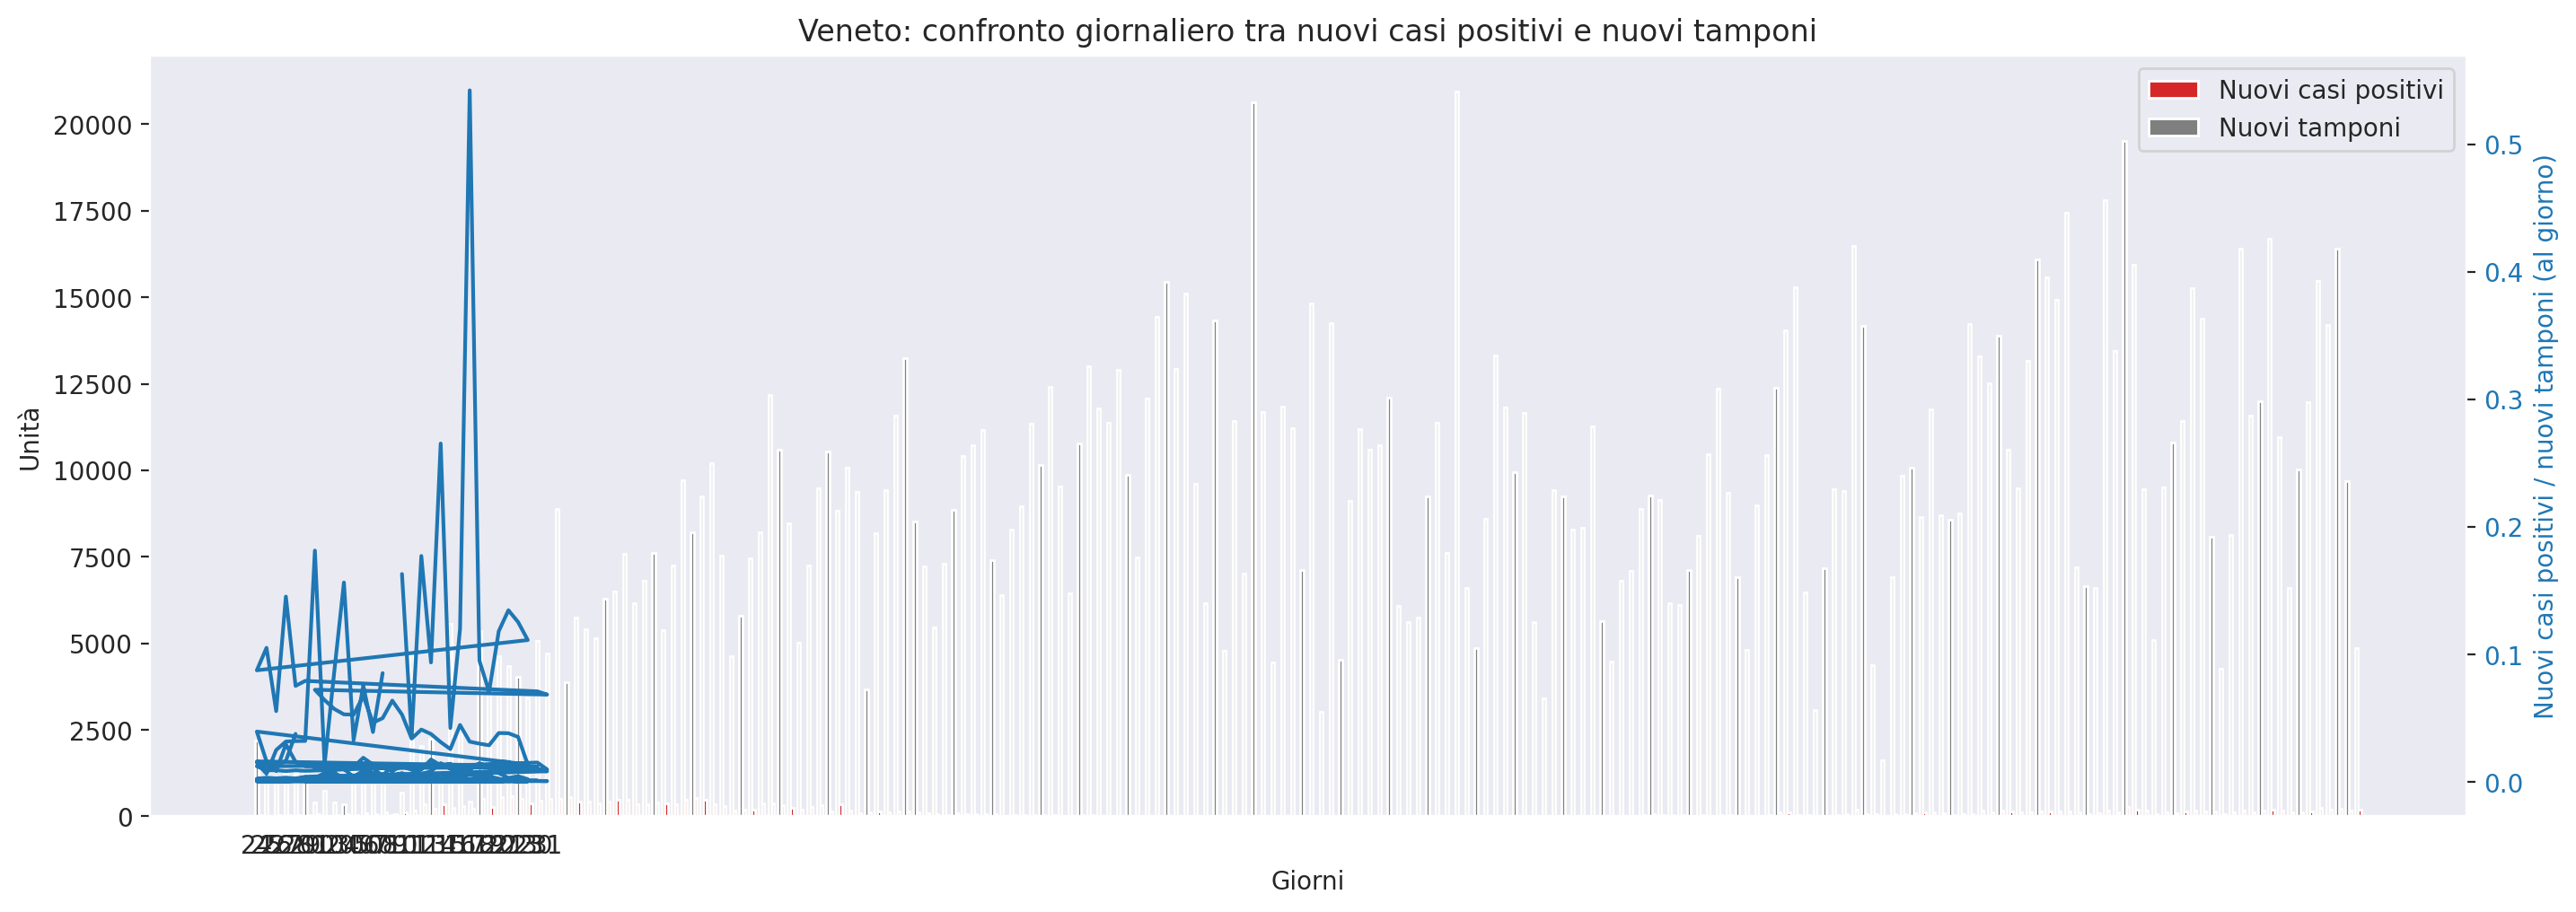 Veneto: confronto giornaliero tra nuovi casi positivi e nuovi tamponi
Nuovi casi positivi
Nuovi tamponi
Unità
20000
17500
15000
12500
10000
7500
5000
2500
0
0.5
0.4
0.3
0.2
0.1
0.0
Nuovi casi positivi / nuovi tamponi (al giorno)
Giorni